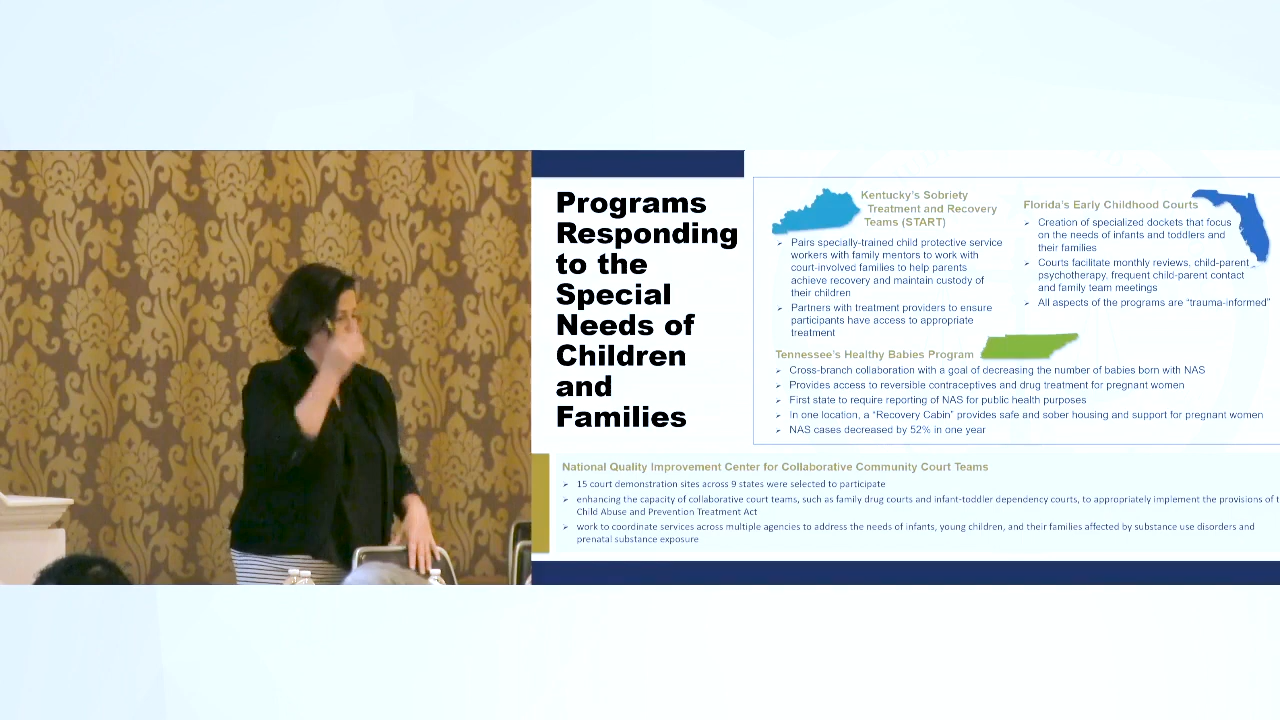 Programs
Responding
to the
Special
Needs of
Children
and
Families
Kentucky's Sobriety
Treatment and Recovery
Teams (START)
Pairs specially-trained child protective service
workers with family mentors to work with
court-involved families to help parents
achieve recovery and maintain custody of
their children
Partners with treatment providers to ensure
participants have access to appropriate
treatment
Florida's Early Childhood Courts
Creation of specialized dockets that focus
on the needs of infants and toddlers and
their families
Courts facilitate monthly reviews, child-parent
psychotherapy, frequent child-parent contact
and family team meetings
All aspects of the programs are "trauma-informed"
Tennessee's Healthy Babies Program
Cross-branch collaboration with a goal of decreasing the number of babies born with NAS
Provides access to reversible contraceptives and drug treatment for pregnant women
First state to require reporting of NAS for public health purposes
In one location, a "Recovery Cabin" provides safe and sober housing and support for pregnant women
NAS cases decreased by 52% in one year
National Quality Improvement Center for Collaborative Community Court Teams
15 court demonstration sites across 9 states were selected to participate
enhancing the capacity of collaborative court teams, such as family drug courts and infant-toddler dependency courts, to appropriately implement the provisions of
Child Abuse and Prevention Treatment Act
work to coordinate services across multiple agencies to address the needs of infants, young children, and their families affected by substance use disorders and
prenatal substance exposure